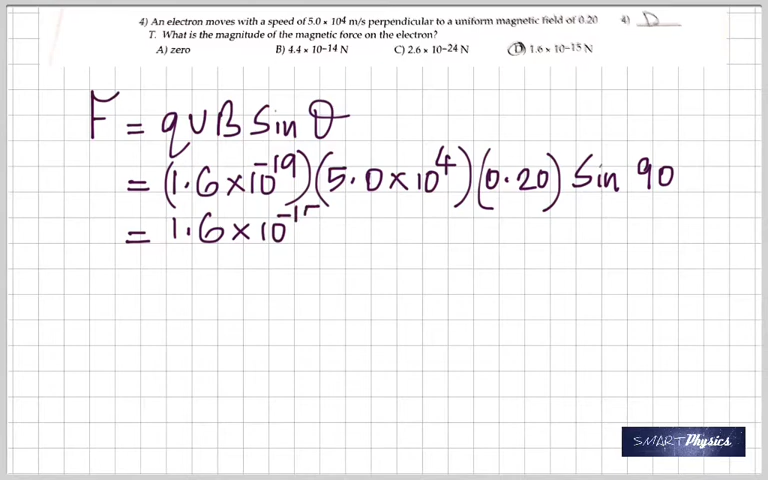 4) An electron moves with a speed of 5.0 × 10⁴ m/s perpendicular to a uniform magnetic field of 0.20 4) D
T. What is the magnitude of the magnetic force on the electron?
A) zero B) 4.4 × 10⁻¹⁴ N C) 2.6 × 10⁻²⁴ N D) 1.6 × 10⁻¹⁵ N
F = qvB Sin θ
= (1.6×10⁻¹⁹)(5.0×10⁴)(0.20) Sin 90
= 1.6×10⁻¹⁵
SMART Physics